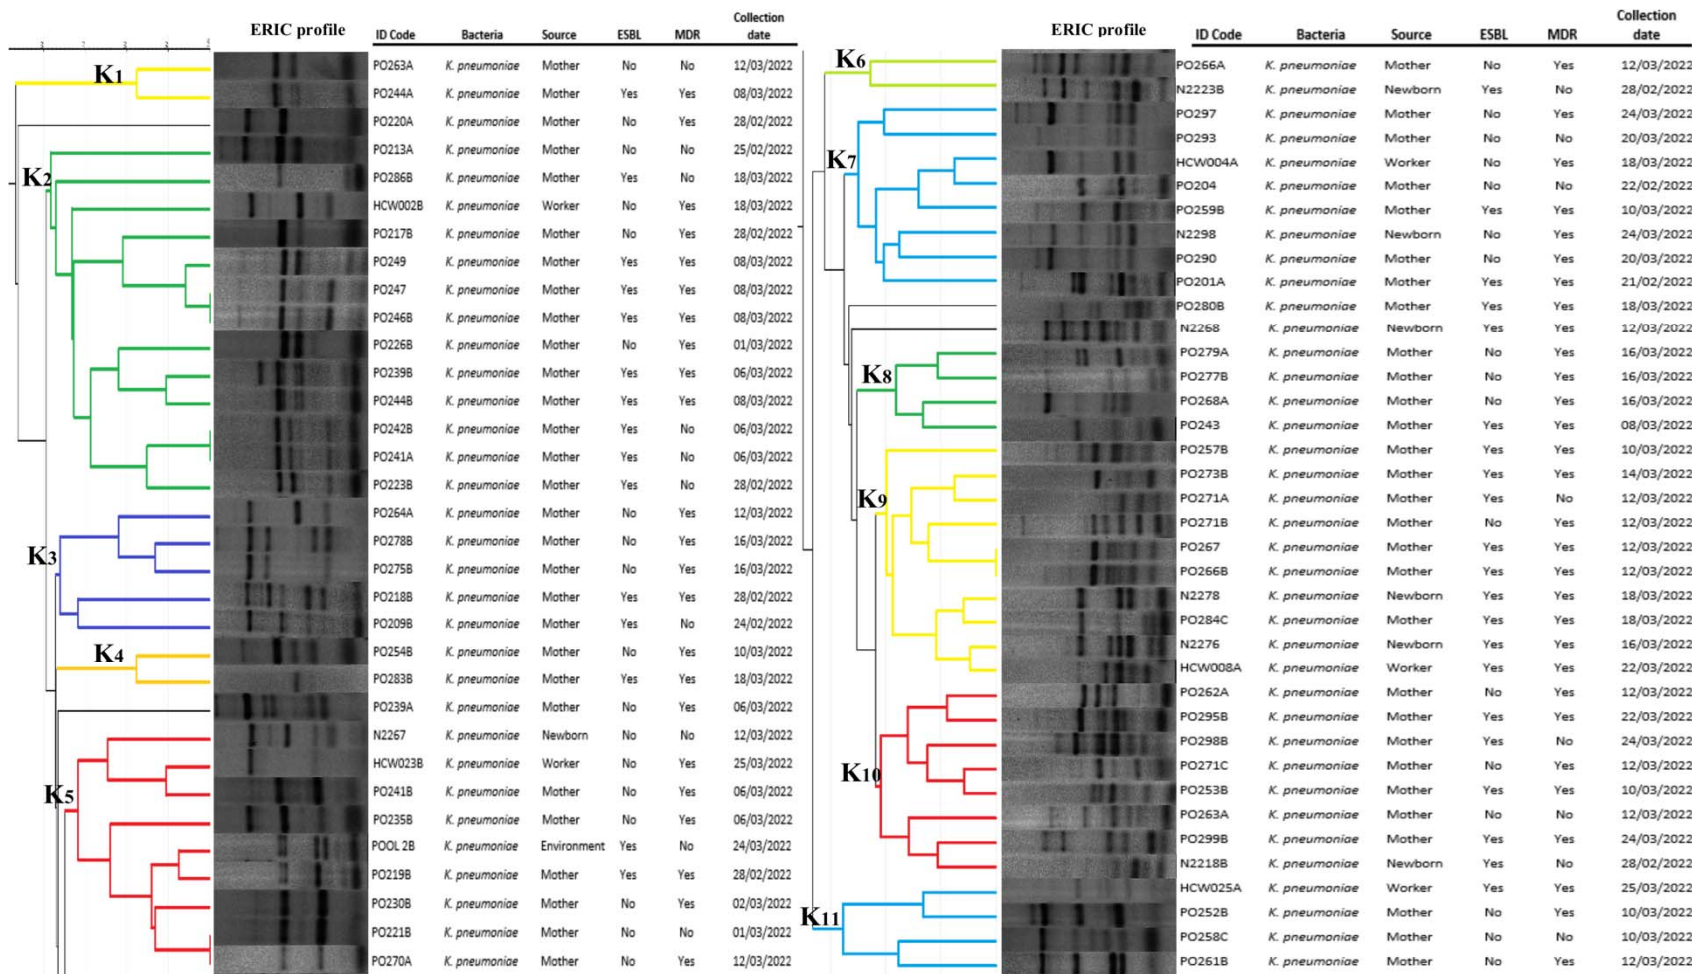 ERIC profile ID Code Bacteria Source ESBL MDR Collection date
K1
PO263A K. pneumoniae Mother No No 12/03/2022
PO244A K. pneumoniae Mother Yes Yes 08/03/2022
PO220A K. pneumoniae Mother No Yes 28/02/2022
PO213A K. pneumoniae Mother No No 25/02/2022
K2
PO286B K. pneumoniae Mother Yes No 18/03/2022
HCW002B K. pneumoniae Worker No Yes 18/03/2022
PO217B K. pneumoniae Mother No Yes 28/02/2022
PO249 K. pneumoniae Mother Yes Yes 08/03/2022
PO247 K. pneumoniae Mother Yes Yes 08/03/2022
PO246B K. pneumoniae Mother Yes Yes 08/03/2022
PO226B K. pneumoniae Mother No Yes 01/03/2022
PO239B K. pneumoniae Mother Yes Yes 06/03/2022
PO244B K. pneumoniae Mother Yes Yes 08/03/2022
PO242B K. pneumoniae Mother Yes No 06/03/2022
PO241A K. pneumoniae Mother Yes No 06/03/2022
PO223B K. pneumoniae Mother Yes No 28/02/2022
PO264A K. pneumoniae Mother No Yes 12/03/2022
PO278B K. pneumoniae Mother No Yes 16/03/2022
K3
PO275B K. pneumoniae Mother No Yes 16/03/2022
PO218B K. pneumoniae Mother Yes Yes 28/02/2022
PO209B K. pneumoniae Mother Yes No 24/02/2022
K4
PO254B K. pneumoniae Mother No Yes 10/03/2022
PO283B K. pneumoniae Mother Yes Yes 18/03/2022
PO239A K. pneumoniae Mother No Yes 06/03/2022
N2267 K. pneumoniae Newborn No No 12/03/2022
HCW023B K. pneumoniae Worker No Yes 25/03/2022
K5
PO241B K. pneumoniae Mother No Yes 06/03/2022
PO235B K. pneumoniae Mother No Yes 06/03/2022
POOL 2B K. pneumoniae Environment Yes No 24/03/2022
PO219B K. pneumoniae Mother Yes Yes 28/02/2022
PO230B K. pneumoniae Mother No Yes 02/03/2022
PO221B K. pneumoniae Mother No No 01/03/2022
PO270A K. pneumoniae Mother No Yes 12/03/2022
ERIC profile ID Code Bacteria Source ESBL MDR Collection date
K6
PO266A K. pneumoniae Mother No Yes 12/03/2022
N2223B K. pneumoniae Newborn Yes No 28/02/2022
PO297 K. pneumoniae Mother No Yes 24/03/2022
PO293 K. pneumoniae Mother No No 20/03/2022
K7
HCW004A K. pneumoniae Worker No Yes 18/03/2022
PO204 K. pneumoniae Mother No No 22/02/2022
PO259B K. pneumoniae Mother Yes Yes 10/03/2022
N2298 K. pneumoniae Newborn No Yes 24/03/2022
PO290 K. pneumoniae Mother No Yes 20/03/2022
PO201A K. pneumoniae Mother Yes Yes 21/02/2022
PO280B K. pneumoniae Mother Yes Yes 18/03/2022
N2268 K. pneumoniae Newborn Yes Yes 12/03/2022
PO279A K. pneumoniae Mother No Yes 16/03/2022
K8
PO277B K. pneumoniae Mother No Yes 16/03/2022
PO268A K. pneumoniae Mother No Yes 16/03/2022
PO243 K. pneumoniae Mother Yes Yes 08/03/2022
PO257B K. pneumoniae Mother Yes Yes 10/03/2022
PO273B K. pneumoniae Mother Yes Yes 14/03/2022
K9
PO271A K. pneumoniae Mother Yes No 12/03/2022
PO271B K. pneumoniae Mother No Yes 12/03/2022
PO267 K. pneumoniae Mother Yes Yes 12/03/2022
PO266B K. pneumoniae Mother Yes Yes 12/03/2022
N2278 K. pneumoniae Newborn Yes Yes 18/03/2022
PO284C K. pneumoniae Mother Yes Yes 18/03/2022
N2276 K. pneumoniae Newborn Yes Yes 16/03/2022
HCW008A K. pneumoniae Worker Yes Yes 22/03/2022
PO262A K. pneumoniae Mother No Yes 12/03/2022
PO295B K. pneumoniae Mother Yes Yes 22/03/2022
PO298B K. pneumoniae Mother Yes No 24/03/2022
K10
PO271C K. pneumoniae Mother No Yes 12/03/2022
PO253B K. pneumoniae Mother Yes Yes 10/03/2022
PO263A K. pneumoniae Mother No No 12/03/2022
PO299B K. pneumoniae Mother Yes Yes 24/03/2022
N2218B K. pneumoniae Newborn Yes No 28/02/2022
HCW025A K. pneumoniae Worker Yes Yes 25/03/2022
K11
PO252B K. pneumoniae Mother No Yes 10/03/2022
PO258C K. pneumoniae Mother No No 10/03/2022
PO261B K. pneumoniae Mother No Yes 12/03/2022